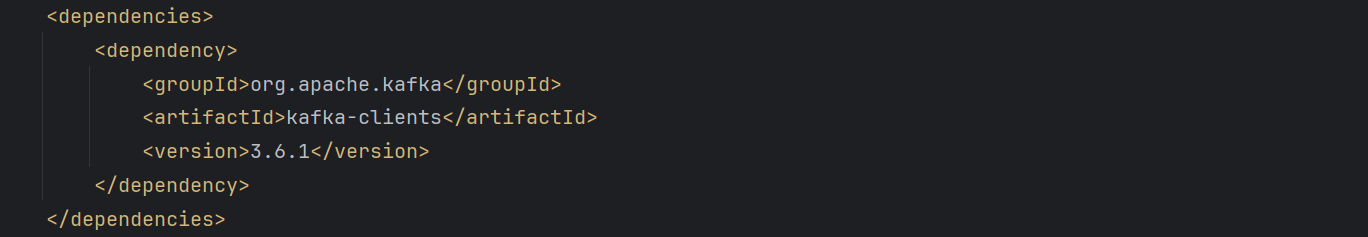 <dependencies>
<dependency>
<groupId>org.apache.kafka</groupId>
<artifactId>kafka-clients</artifactId>
<version>3.6.1</version>
</dependency>
</dependencies>